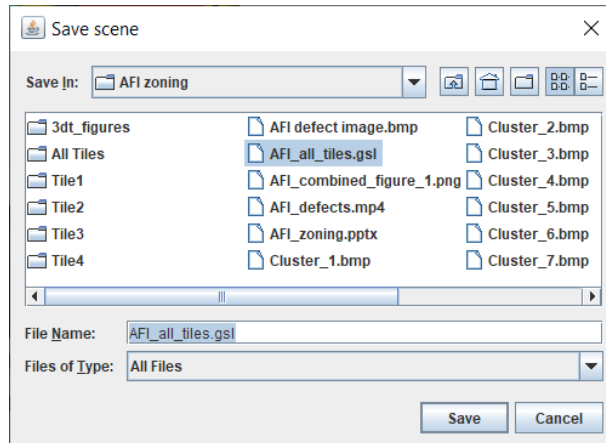 Save scene
Save In: AFI zoning
3dt_figures AFI defect image.bmp Cluster_2.bmp
All Tiles AFI_all_tiles.gsl Cluster_3.bmp
Tile1 AFI_combined_figure_1.png Cluster_4.bmp
Tile2 AFI_defects.mp4 Cluster_5.bmp
Tile3 AFI_zoning.pptx Cluster_6.bmp
Tile4 Cluster_1.bmp Cluster_7.bmp
File Name: AFI_all_tiles.gsl
Files of Type: All Files
Save Cancel